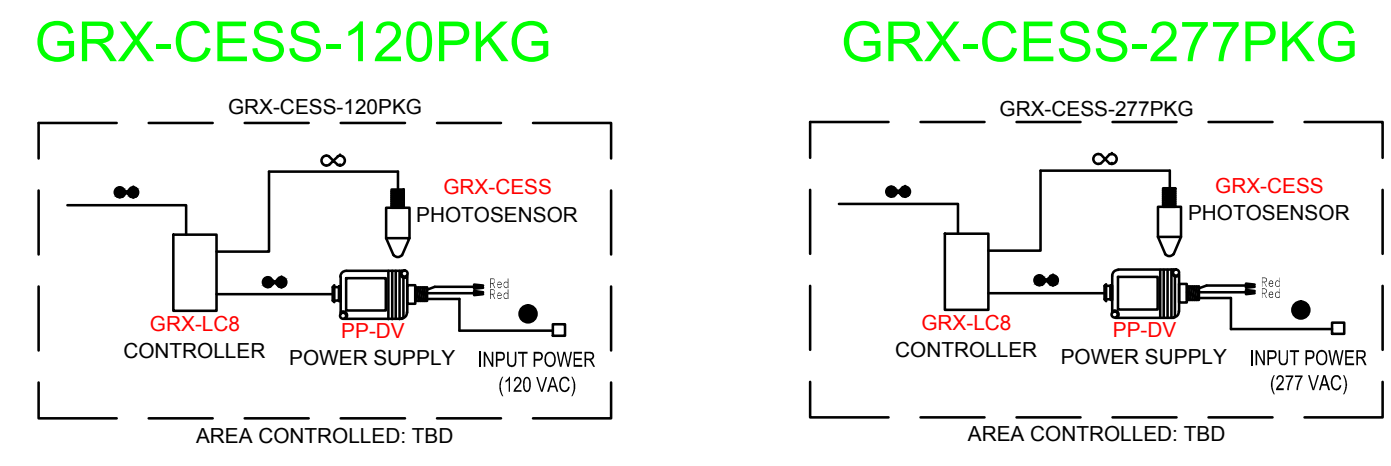 GRX-CESS-120PKG
GRX-CESS-120PKG
GRX-CESS
PHOTOSENSOR
Red
Red
GRX-LC8
CONTROLLER
PP-DV
POWER SUPPLY
INPUT POWER
(120 VAC)
AREA CONTROLLED: TBD
GRX-CESS-277PKG
GRX-CESS-277PKG
GRX-CESS
PHOTOSENSOR
Red
Red
GRX-LC8
CONTROLLER
PP-DV
POWER SUPPLY
INPUT POWER
(277 VAC)
AREA CONTROLLED: TBD